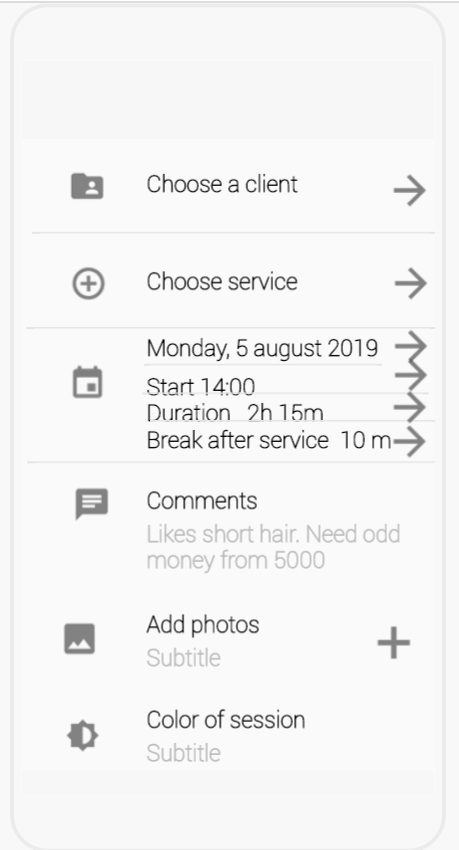 Choose a client
Choose service
Monday, 5 august 2019
Start 14:00
Duration 2h 15m
Break after service 10 m
Comments
Likes short hair. Need odd
money from 5000
Add photos
Subtitle
Color of session
Subtitle